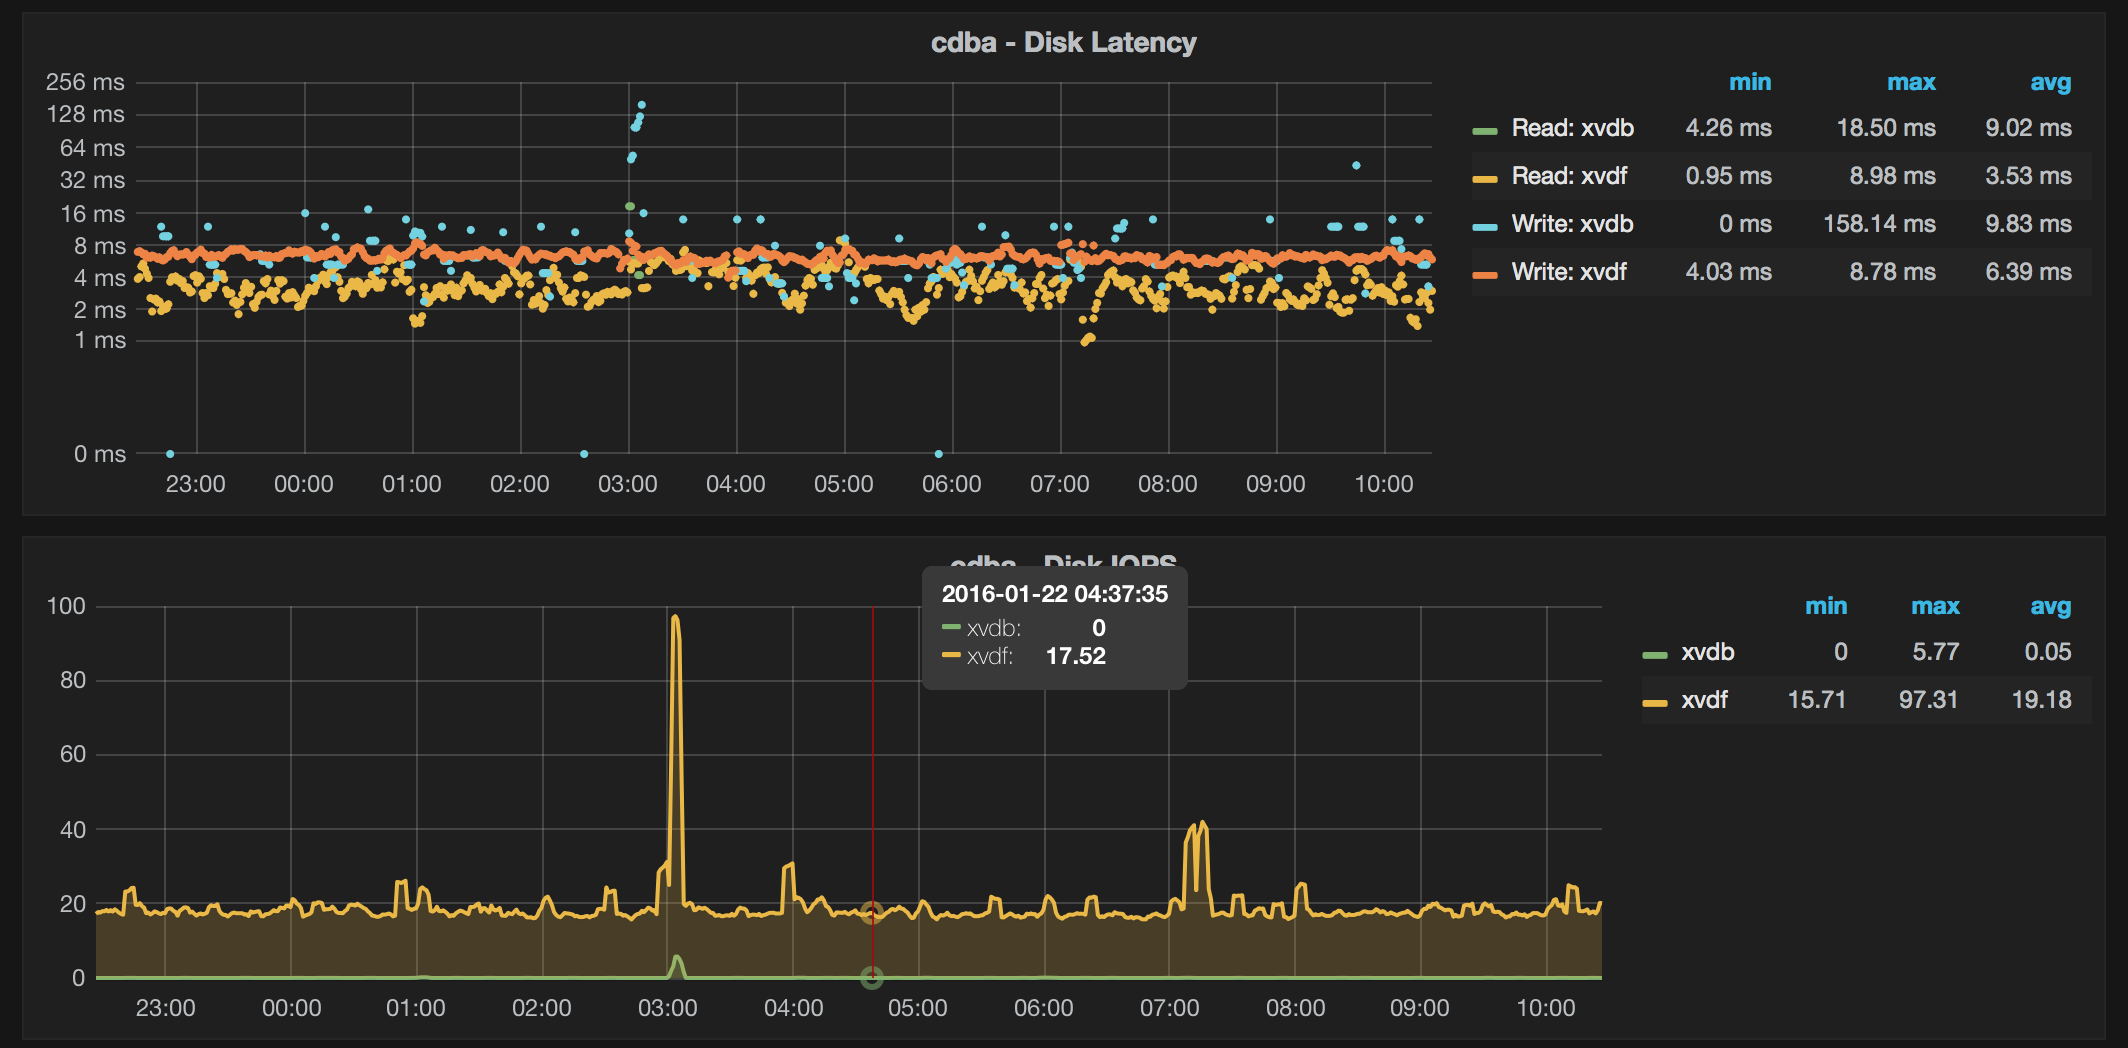 cdba - Disk Latency
256 ms
128 ms
64 ms
32 ms
16 ms
8 ms
4 ms
2 ms
1 ms
0 ms
23:00 00:00 01:00 02:00 03:00 04:00 05:00 06:00 07:00 08:00 09:00 10:00
min max avg
Read: xvdb 4.26 ms 18.50 ms 9.02 ms
Read: xvdf 0.95 ms 8.98 ms 3.53 ms
Write: xvdb 0 ms 158.14 ms 9.83 ms
Write: xvdf 4.03 ms 8.78 ms 6.39 ms
cdba - Disk IOPS
2016-01-22 04:37:35
xvdb: 0
xvdf: 17.52
100
80
60
40
20
0
23:00 00:00 01:00 02:00 03:00 04:00 05:00 06:00 07:00 08:00 09:00 10:00
min max avg
xvdb 0 5.77 0.05
xvdf 15.71 97.31 19.18